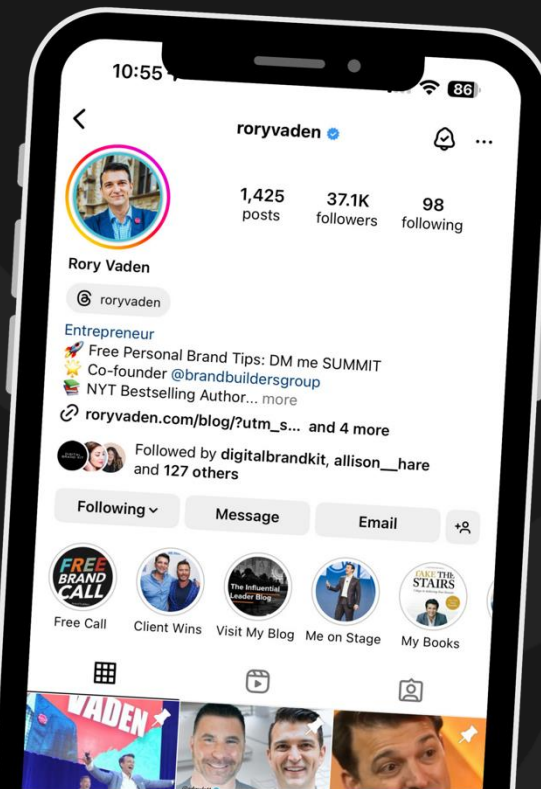 10:55
86
roryvaden
1,425 37.1K 98
posts followers following
Rory Vaden
roryvaden
Entrepreneur
🚀 Free Personal Brand Tips: DM me SUMMIT
🌟 Co-founder @brandbuildersgroup
📚 NYT Bestselling Author... more
roryvaden.com/blog/?utm_s... and 4 more
Followed by digitalbrandkit, allison__hare
and 127 others
Following Message Email
FREE
BRAND
CALL
The Influential
Leader Blog
TAKE THE
STAIRS
Free Call Client Wins Visit My Blog Me on Stage My Books
VADEN